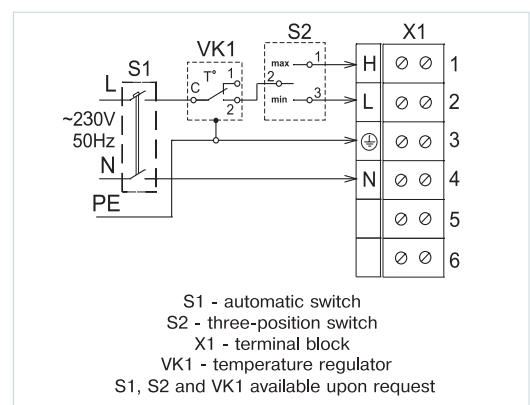 S2
X1
VK1
S1
T°
C
1
2
max
1
2
min
3
H
1
L
2
3
N
4
5
6
L
~230V
50Hz
N
PE
S1 - automatic switch
S2 - three-position switch
X1 - terminal block
VK1 - temperature regulator
S1, S2 and VK1 available upon request